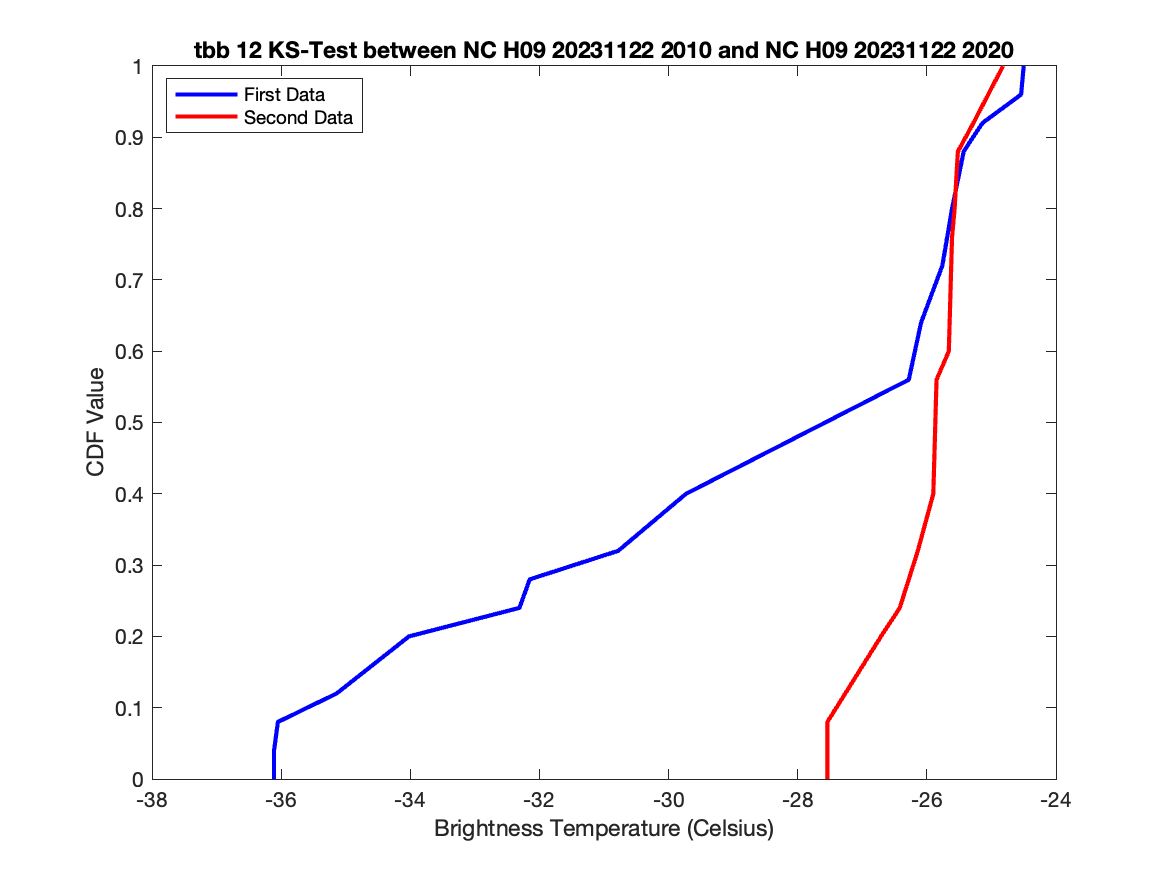 tbb 12 KS-Test between NC H09 20231122 2010 and NC H09 20231122 2020
First Data
Second Data
1
0.9
0.8
0.7
0.6
0.5
0.4
0.3
0.2
0.1
0
CDF Value
-38 -36 -34 -32 -30 -28 -26 -24
Brightness Temperature (Celsius)